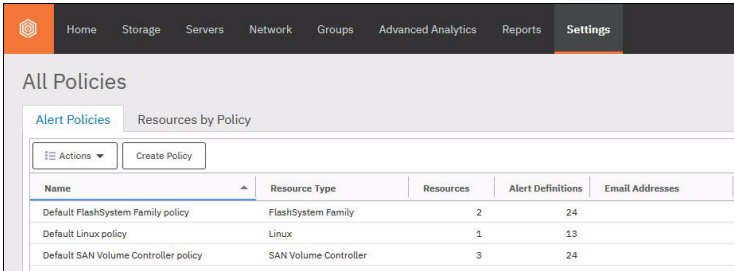 Home Storage Servers Network Groups Advanced Analytics Reports Settings
All Policies
Alert Policies Resources by Policy
Actions Create Policy
Name Resource Type Resources Alert Definitions Email Addresses
Default FlashSystem Family policy FlashSystem Family 2 24
Default Linux policy Linux 1 13
Default SAN Volume Controller policy SAN Volume Controller 3 24